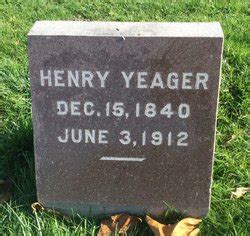 HENRY YEAGER
DEC. 15, 1840
JUNE 3, 1912